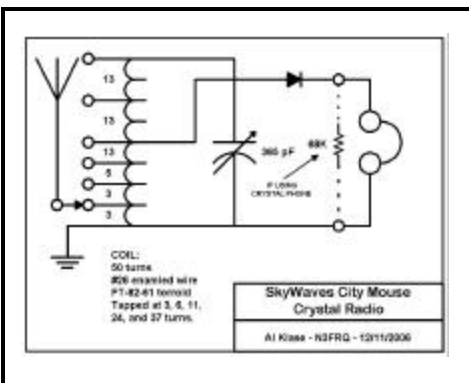 13
13
13
5
3
3
365 pF
68K
IF USING
CRYSTAL PHONE
COIL:
50 turns
#26 enamled wire
FT-82-61 torroid
Tapped at 3, 6, 11,
24, and 37 turns.
SkyWaves City Mouse
Crystal Radio
Al Klase - N3FRQ - 12/11/2006